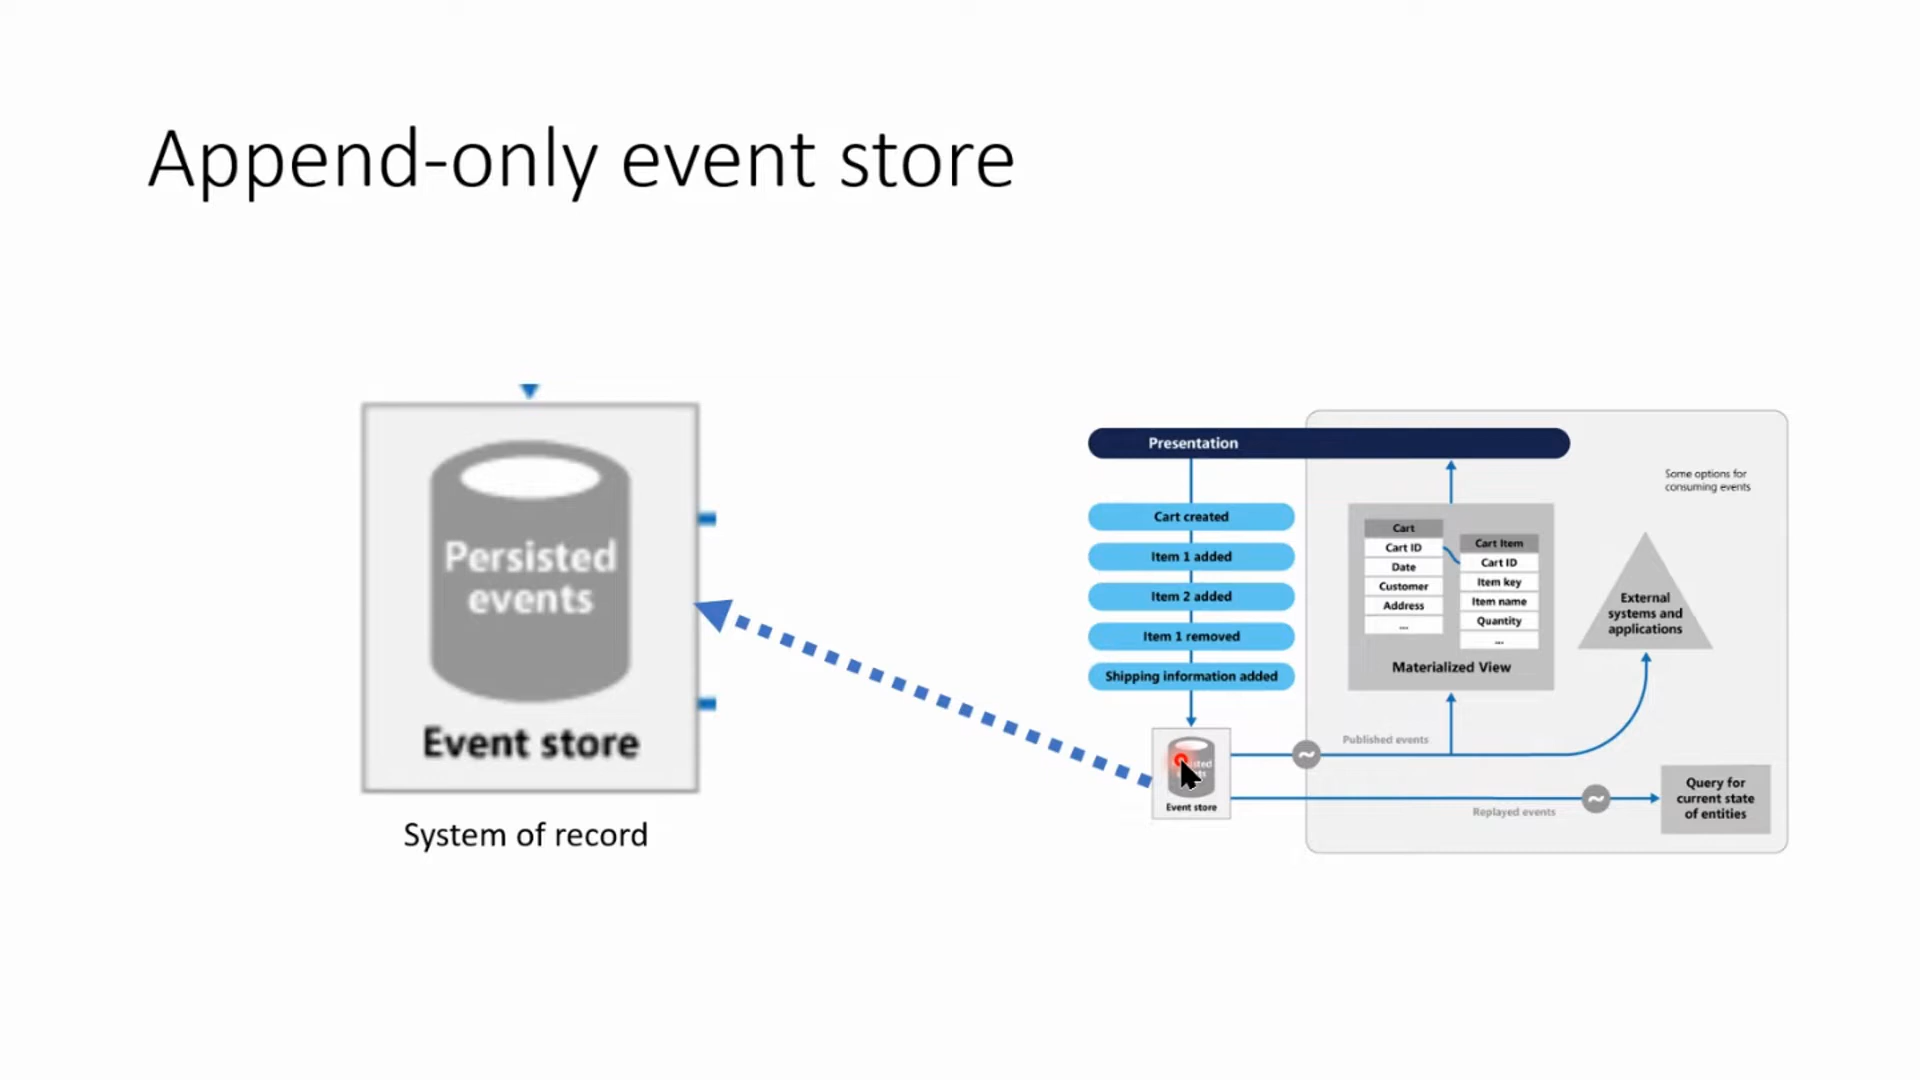 Append-only event store
Persisted
events
Event store
System of record
Presentation
Cart created
Item 1 added
Item 2 added
Item 1 removed
Shipping information added
Event store
Some options for
consuming events
Cart
Cart ID
Date
Customer
Address
...
Cart Item
Cart ID
Item key
Item name
Quantity
...
Materialized View
External
systems and
applications
Published events
Replayed events
Query for
current state
of entities